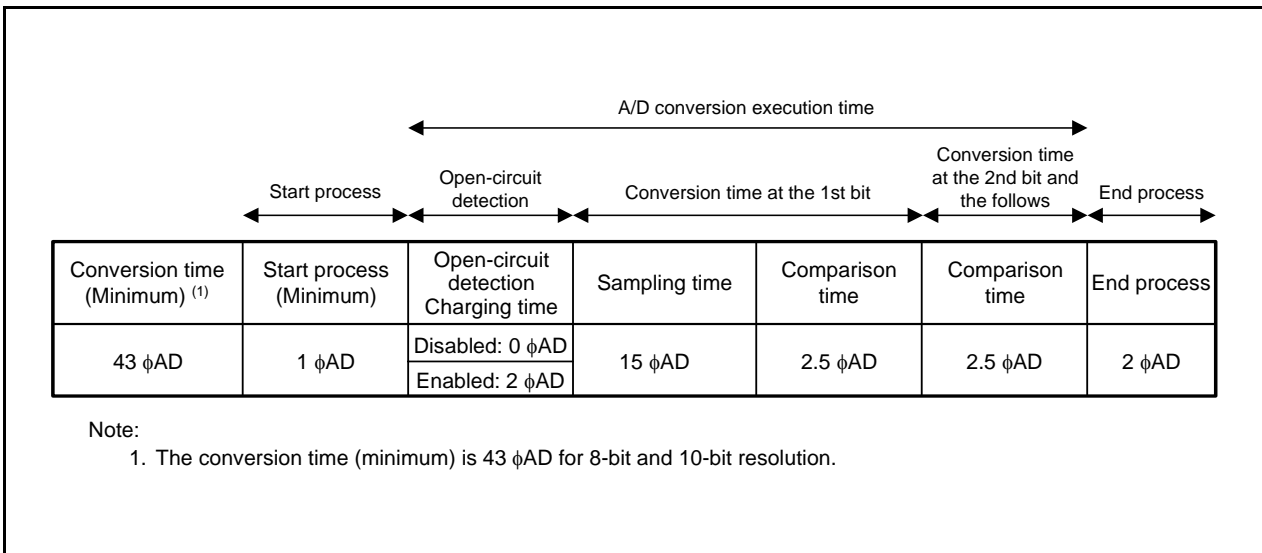 A/D conversion execution time
Start process
Open-circuit
detection
Conversion time at the 1st bit
Conversion time
at the 2nd bit and
the follows
End process
Conversion time
(Minimum) (1)
Start process
(Minimum)
Open-circuit
detection
Charging time
Sampling time
Comparison
time
Comparison
time
End process
43 ϕAD
1 ϕAD
Disabled: 0 ϕAD
Enabled: 2 ϕAD
15 ϕAD
2.5 ϕAD
2.5 ϕAD
2 ϕAD
Note:
1. The conversion time (minimum) is 43 ϕAD for 8-bit and 10-bit resolution.